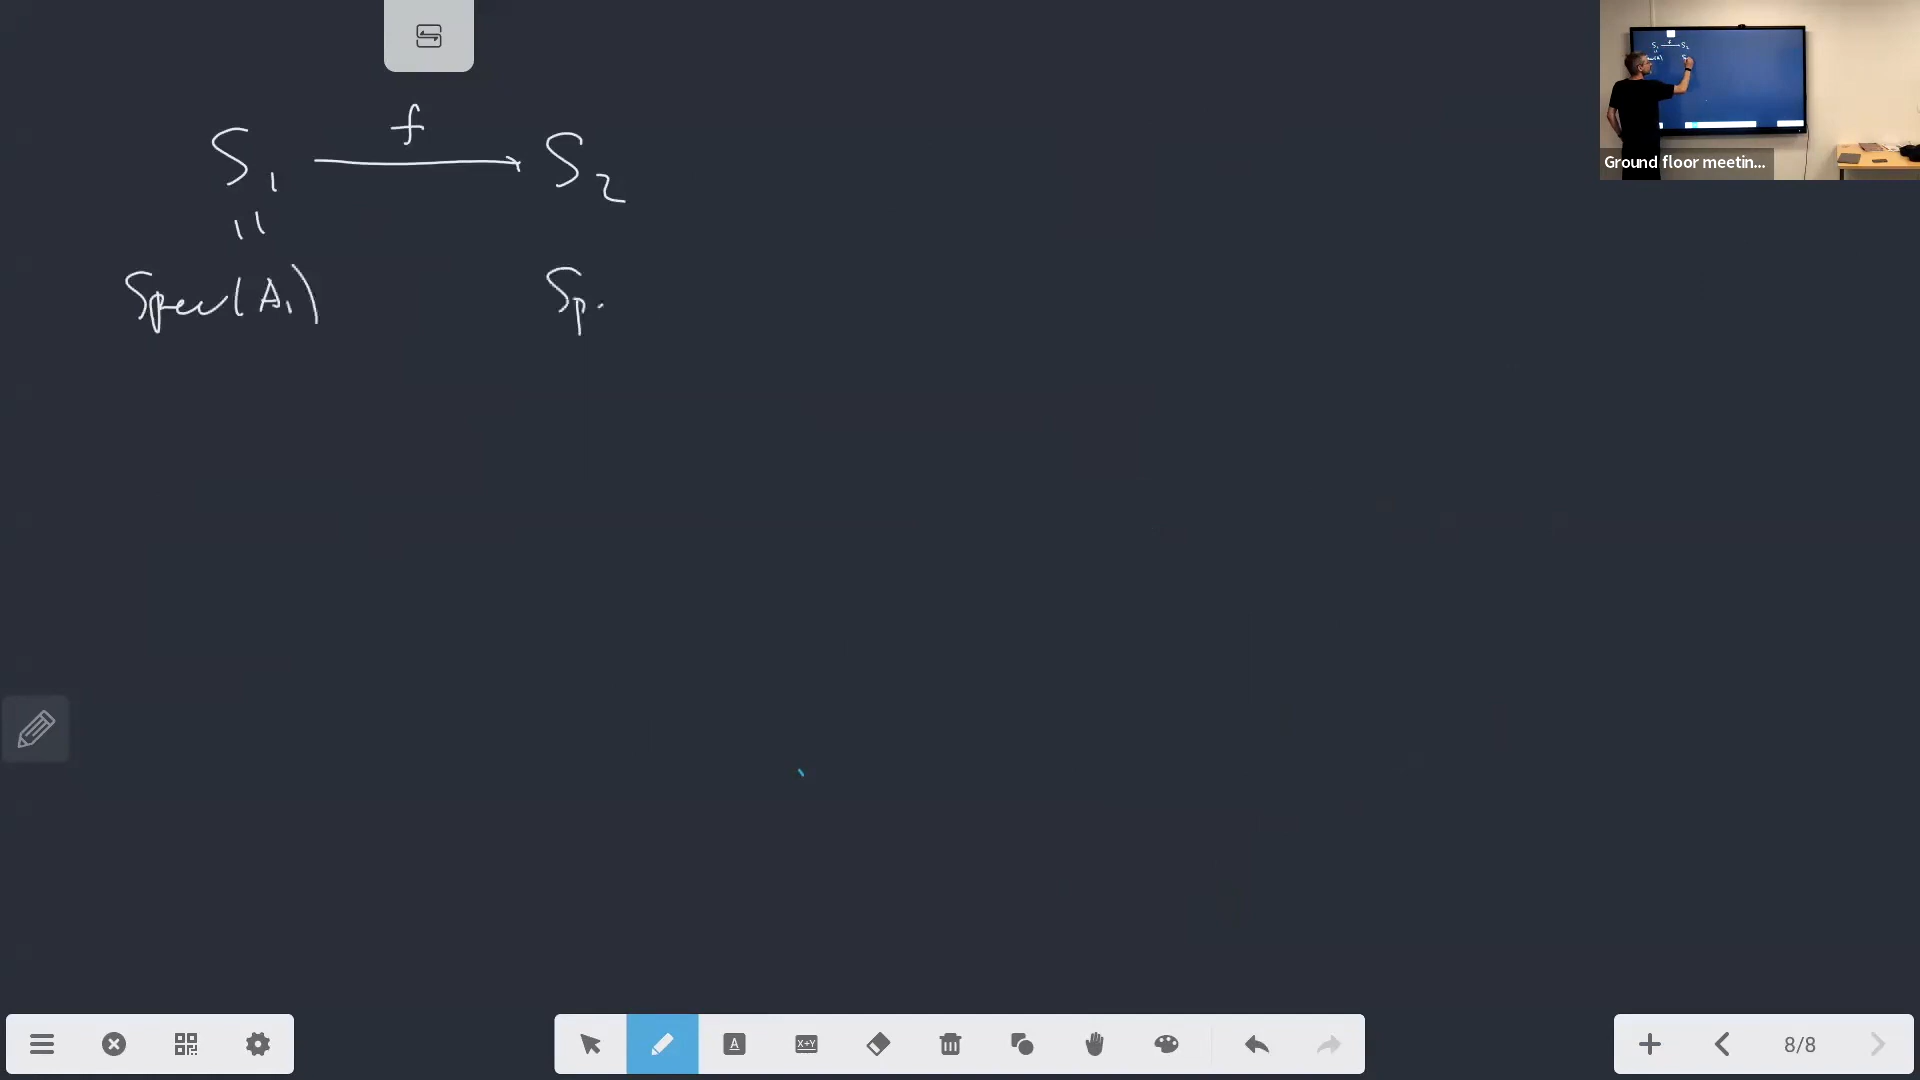 f
S₁ ⟶ S₂
||
Spec(A₁) Sp
Ground floor meetin...
A
X+Y
8/8